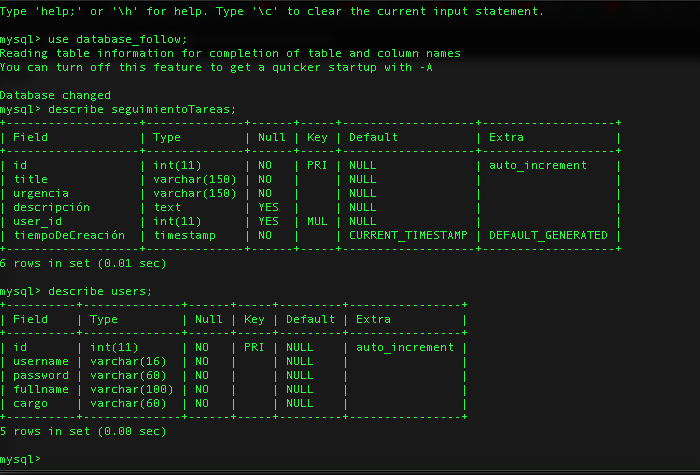 Type 'help;' or '\h' for help. Type '\c' to clear the current input statement.
mysql> use database_follow;
Reading table information for completion of table and column names
You can turn off this feature to get a quicker startup with -A
Database changed
mysql> describe seguimientoTareas;
+------------------+--------------+------+-----+-------------------+-------------------+
| Field            | Type         | Null | Key | Default           | Extra             |
+------------------+--------------+------+-----+-------------------+-------------------+
| id               | int(11)      | NO   | PRI | NULL              | auto_increment    |
| title            | varchar(150) | NO   |     | NULL              |                   |
| urgencia         | varchar(150) | NO   |     | NULL              |                   |
| descripción      | text         | YES  |     | NULL              |                   |
| user_id          | int(11)      | YES  | MUL | NULL              |                   |
| tiempoDeCreación | timestamp    | NO   |     | CURRENT_TIMESTAMP | DEFAULT_GENERATED |
+------------------+--------------+------+-----+-------------------+-------------------+
6 rows in set (0.01 sec)
mysql> describe users;
+----------+--------------+------+-----+---------+----------------+
| Field    | Type         | Null | Key | Default | Extra          |
+----------+--------------+------+-----+---------+----------------+
| id       | int(11)      | NO   | PRI | NULL    | auto_increment |
| username | varchar(16)  | NO   |     | NULL    |                |
| password | varchar(60)  | NO   |     | NULL    |                |
| fullname | varchar(100) | NO   |     | NULL    |                |
| cargo    | varchar(60)  | NO   |     | NULL    |                |
+----------+--------------+------+-----+---------+----------------+
5 rows in set (0.00 sec)
mysql>